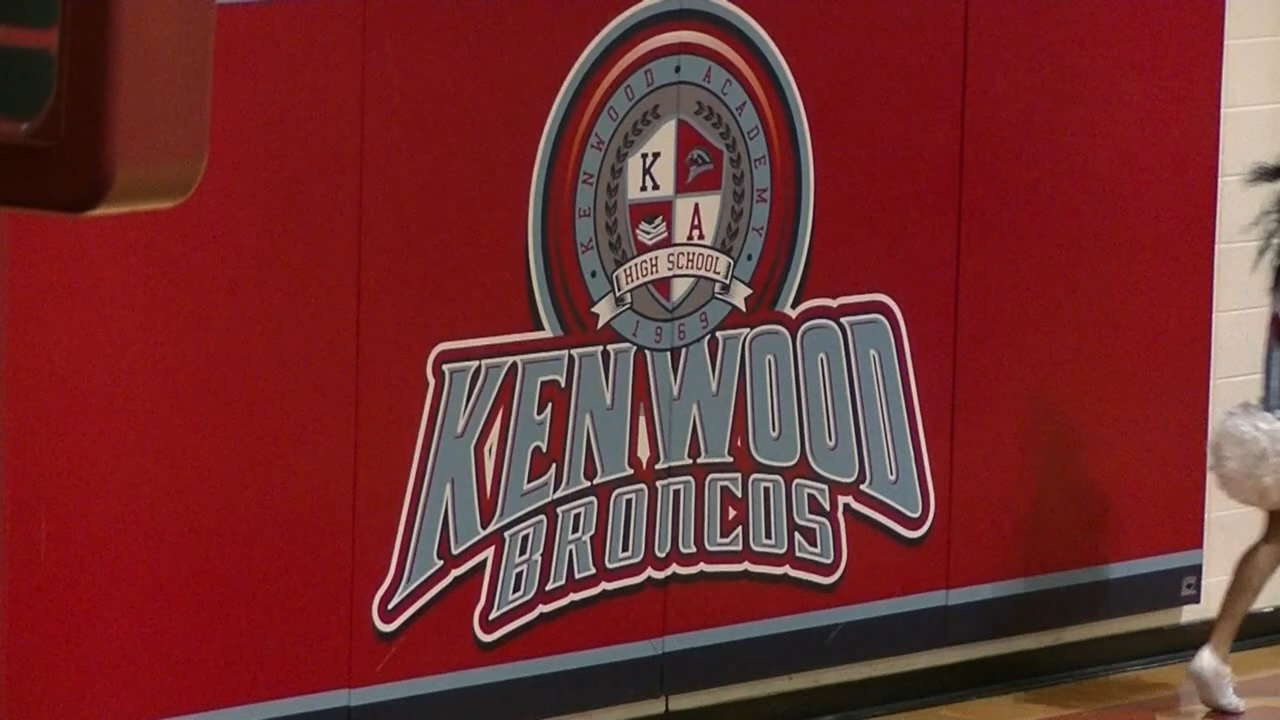 KENWOOD • ACADEMY
K
A
HIGH SCHOOL
1969
KENWOOD
BRONCOS